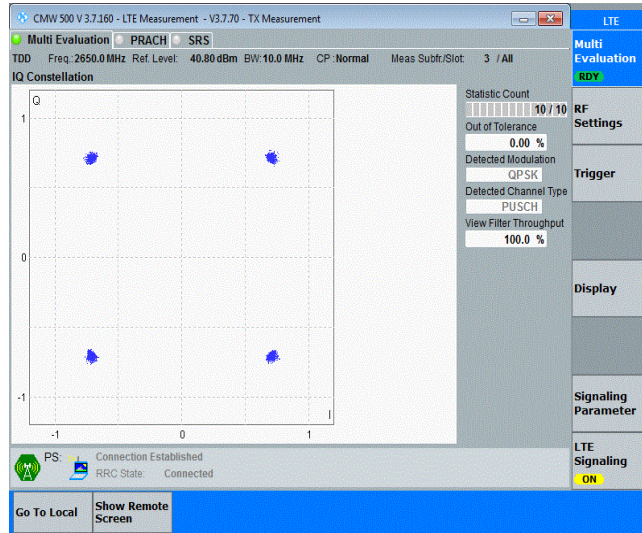 CMW 500 V 3.7.160 - LTE Measurement - V3.7.70 - TX Measurement
LTE
Multi Evaluation PRACH SRS
TDD Freq.: 2650.0 MHz Ref. Level: 40.80 dBm BW: 10.0 MHz CP : Normal Meas Subfr./Slot: 3 / All
IQ Constellation
Q
1
0
-1
-1 0 1
I
Statistic Count
10 / 10
Out of Tolerance
0.00 %
Detected Modulation
QPSK
Detected Channel Type
PUSCH
View Filter Throughput
100.0 %
Multi
Evaluation
RDY
RF
Settings
Trigger
Display
Signaling
Parameter
LTE
Signaling
ON
PS: Connection Established
RRC State: Connected
Go To Local
Show Remote
Screen